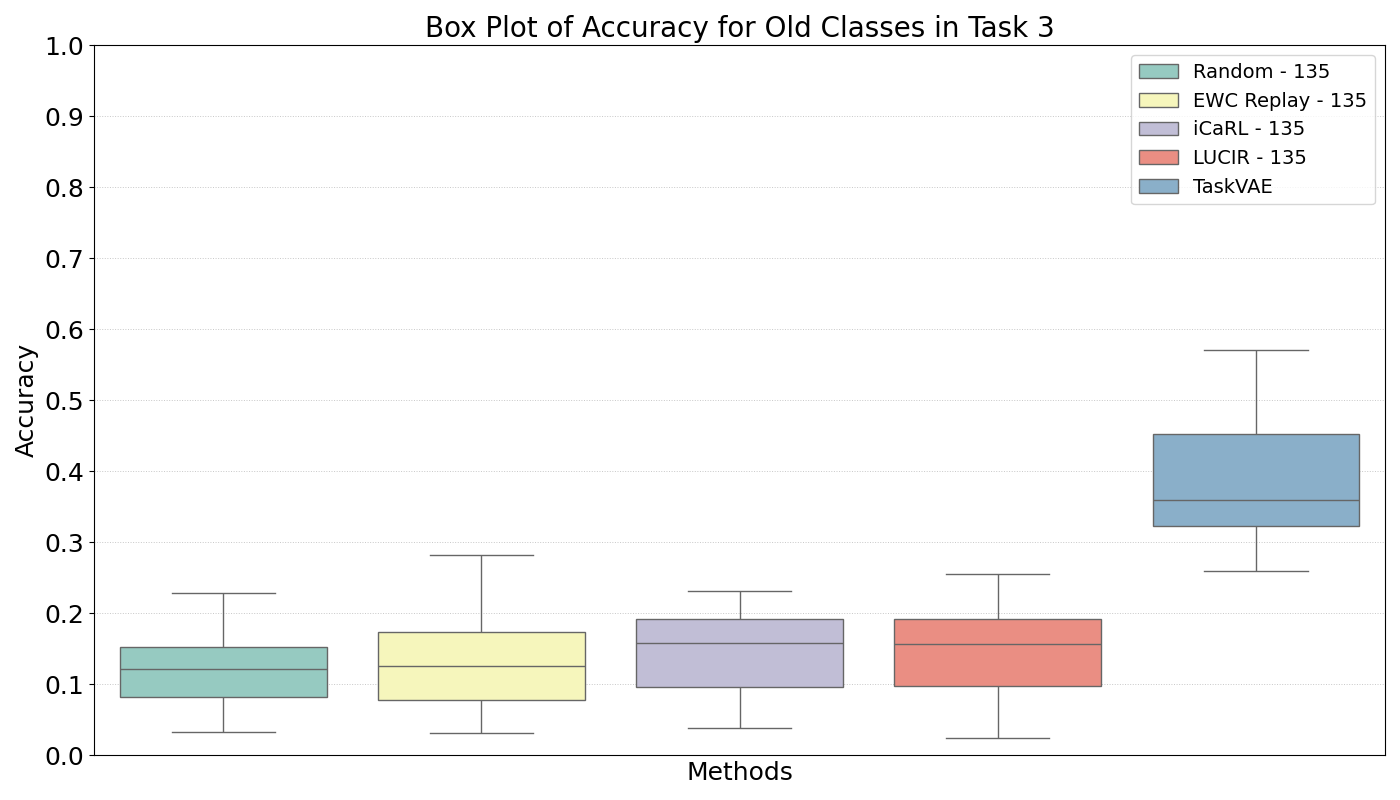 Box Plot of Accuracy for Old Classes in Task 3
1.0
0.9
0.8
0.7
0.6
0.5
0.4
0.3
0.2
0.1
0.0
Accuracy
Methods
Random - 135
EWC Replay - 135
iCaRL - 135
LUCIR - 135
TaskVAE